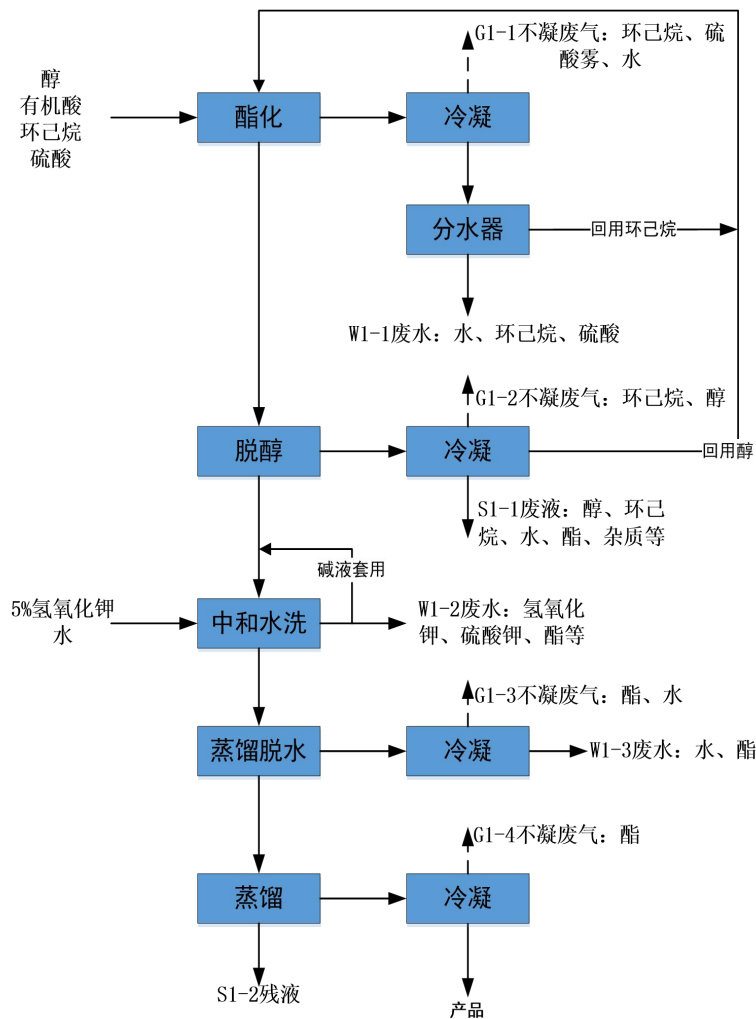 G1-1不凝废气：环己烷、硫
酸雾、水
醇
有机酸
环己烷
硫酸
酯化
冷凝
分水器
回用环己烷
W1-1废水：水、环己烷、硫酸
G1-2不凝废气：环己烷、醇
脱醇
冷凝
回用醇
S1-1废液：醇、环己
烷、水、酯、杂质等
碱液套用
5%氢氧化钾
水
中和水洗
W1-2废水：氢氧化
钾、硫酸钾、酯等
G1-3不凝废气：酯、水
蒸馏脱水
冷凝
W1-3废水：水、酯
G1-4不凝废气：酯
蒸馏
冷凝
S1-2残液
产品